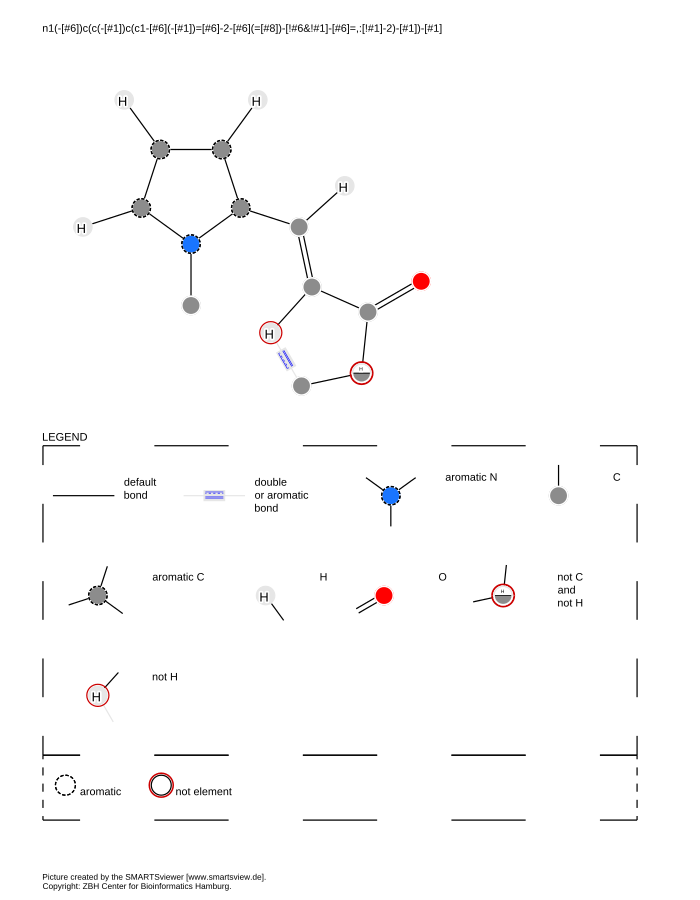 n1(-[#6])c(c(-[#1])c(c1-[#6](-[#1])=[#6]-2-[#6](=[#8])-[!#6&!#1]-[#6]=,:[!#1]-2)-[#1])-[#1]
H
H
H
H
H
H
LEGEND
default
bond
double
or aromatic
bond
aromatic N
C
aromatic C
H
H
O
H
not C
and
not H
H
not H
aromatic
not element
Picture created by the SMARTSviewer [www.smartsview.de].
Copyright: ZBH Center for Bioinformatics Hamburg.